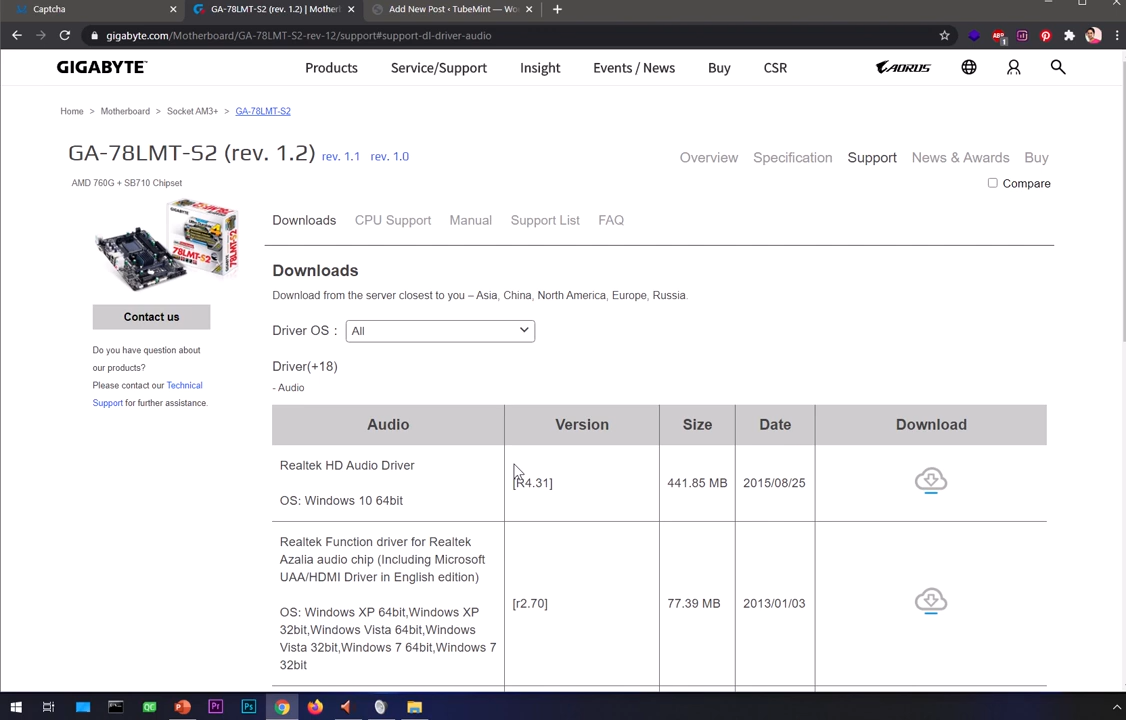 Captcha
GA-78LMT-S2 (rev. 1.2) | Mother
Add New Post ‹ TubeMint — Wo
gigabyte.com/Motherboard/GA-78LMT-S2-rev-12/support#support-dl-driver-audio
ABP
1
GIGABYTE™
Products
Service/Support
Insight
Events / News
Buy
CSR
AORUS
Home > Motherboard > Socket AM3+ > GA-78LMT-S2
GA-78LMT-S2 (rev. 1.2) rev. 1.1 rev. 1.0
Overview Specification Support News & Awards Buy
AMD 760G + SB710 Chipset
Compare
78LMT-S2
Downloads CPU Support Manual Support List FAQ
Downloads
Download from the server closest to you – Asia, China, North America, Europe, Russia.
Contact us
Do you have question about
our products?
Please contact our Technical
Support for further assistance.
Driver OS : All
Driver(+18)
- Audio
Audio Version Size Date Download
Realtek HD Audio Driver
OS: Windows 10 64bit
[R4.31]
441.85 MB
2015/08/25
Realtek Function driver for Realtek
Azalia audio chip (Including Microsoft
UAA/HDMI Driver in English edition)
OS: Windows XP 64bit,Windows XP
32bit,Windows Vista 64bit,Windows
Vista 32bit,Windows 7 64bit,Windows 7
32bit
[r2.70]
77.39 MB
2013/01/03
QC
Pr
Ps